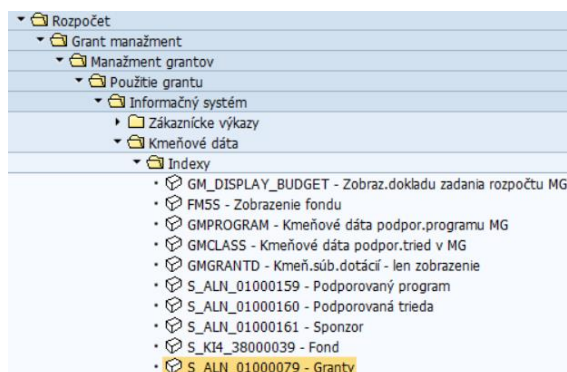 Rozpočet
Grant manažment
Manažment grantov
Použitie grantu
Informačný systém
Zákaznícke výkazy
Kmeňové dáta
Indexy
GM_DISPLAY_BUDGET - Zobraz.dokladu zadania rozpočtu MG
FM5S - Zobrazenie fondu
GMPROGRAM - Kmeňové dáta podpor.programu MG
GMCLASS - Kmeňové dáta podpor.tried v MG
GMGRANTD - Kmeň.súb.dotácií - len zobrazenie
S_ALN_01000159 - Podporovaný program
S_ALN_01000160 - Podporovaná trieda
S_ALN_01000161 - Sponzor
S_KI4_38000039 - Fond
S_ALN_01000079 - Granty